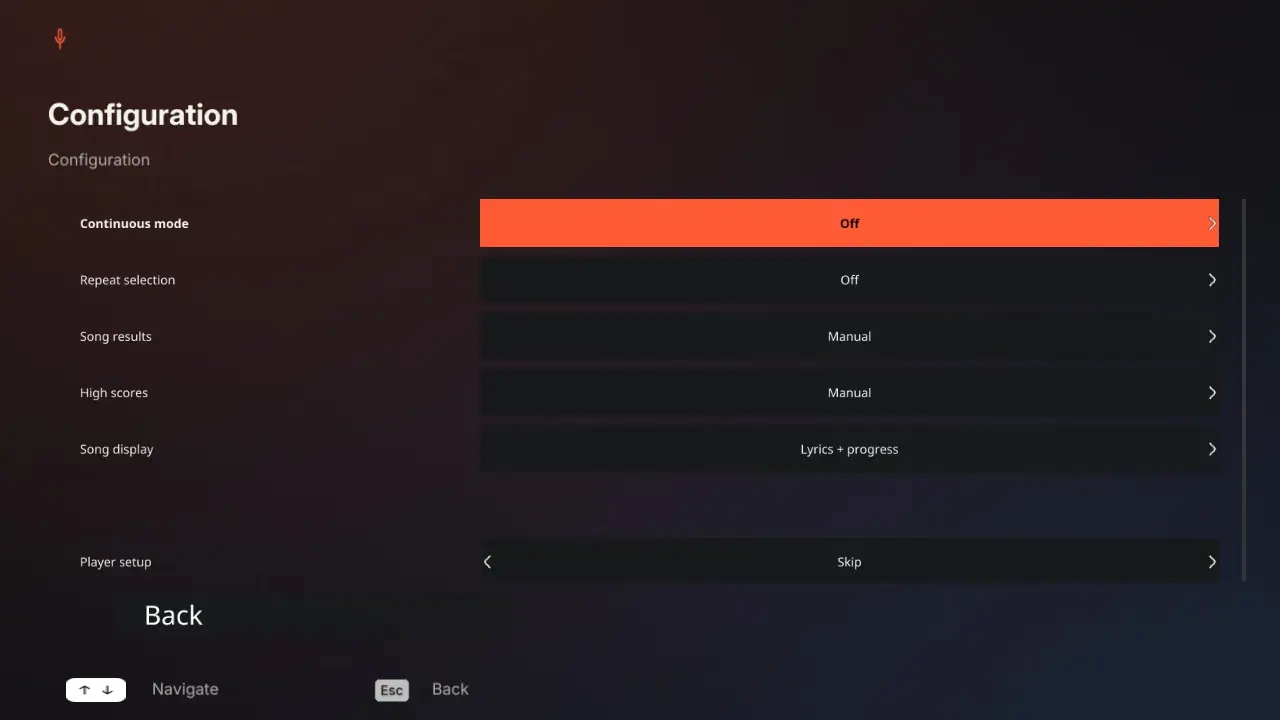 Configuration
Configuration
Continuous mode Off
Repeat selection Off
Song results Manual
High scores Manual
Song display Lyrics + progress
Player setup Skip
Back
↑ ↓ Navigate Esc Back